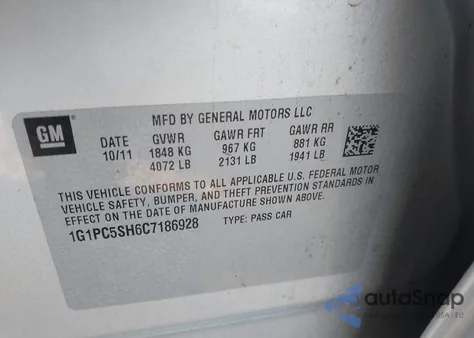 MFD BY GENERAL MOTORS LLC
GM
DATE GVWR GAWR FRT GAWR RR
10/11 1848 KG 967 KG 881 KG
4072 LB 2131 LB 1941 LB
THIS VEHICLE CONFORMS TO ALL APPLICABLE U.S. FEDERAL MOTOR
VEHICLE SAFETY, BUMPER, AND THEFT PREVENTION STANDARDS IN
EFFECT ON THE DATE OF MANUFACTURE SHOWN ABOVE.
1G1PC5SH6C7186928 TYPE: PASS CAR
autoSnap
USA · EU